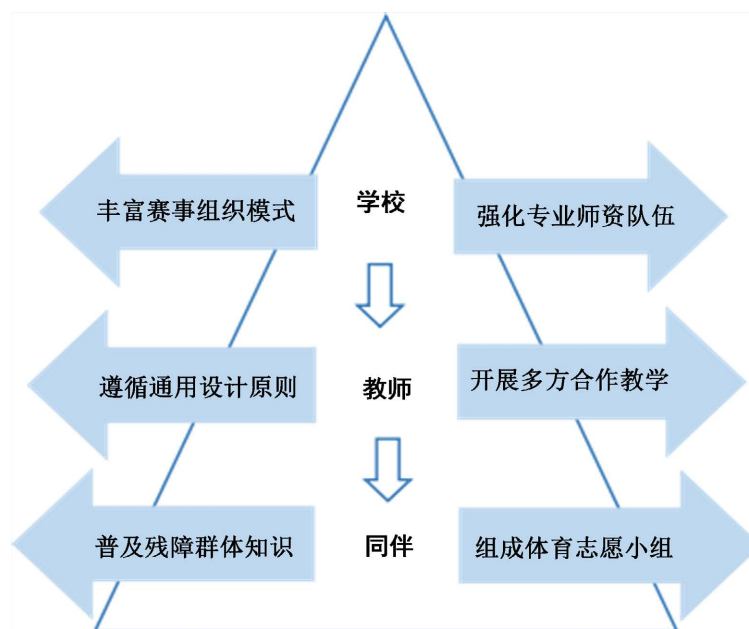 丰富赛事组织模式
学校
强化专业师资队伍
遵循通用设计原则
教师
开展多方合作教学
普及残障群体知识
同伴
组成体育志愿小组